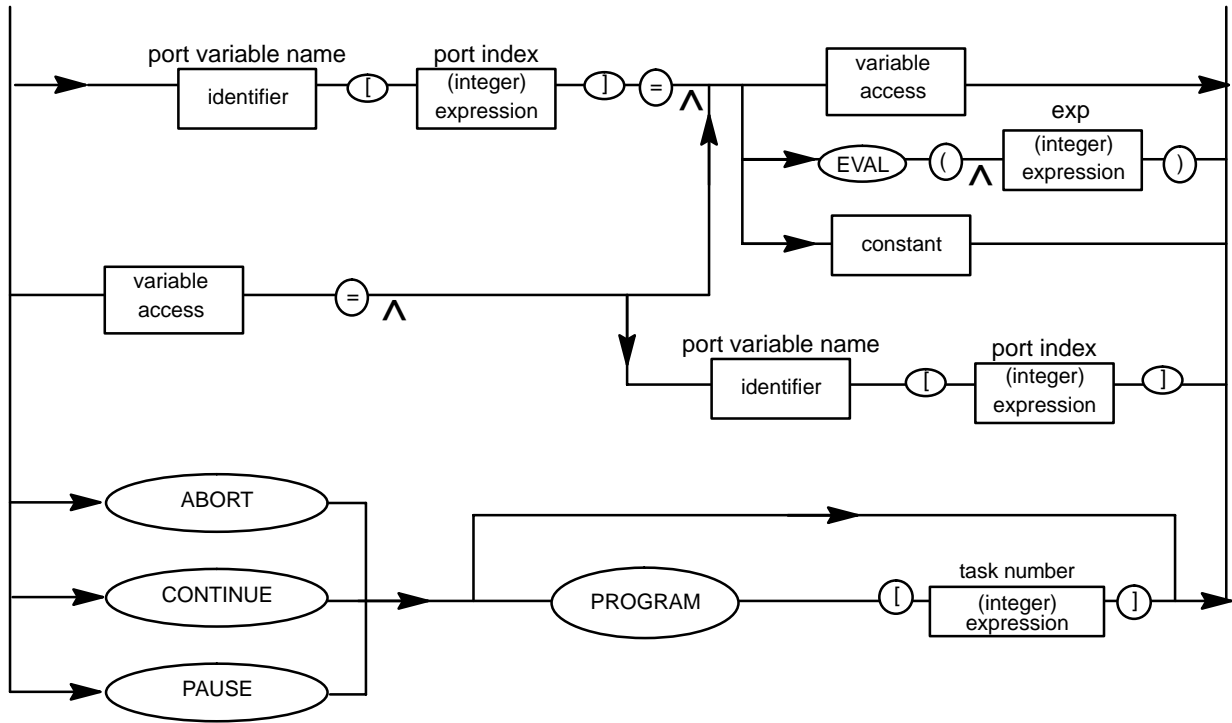 port variable name
identifier
[
port index
(integer)
expression
]
=
^
variable
access
EVAL
(
^
exp
(integer)
expression
)
constant
variable
access
=
^
port variable name
identifier
[
port index
(integer)
expression
]
ABORT
CONTINUE
PAUSE
PROGRAM
[
task number
(integer)
expression
]